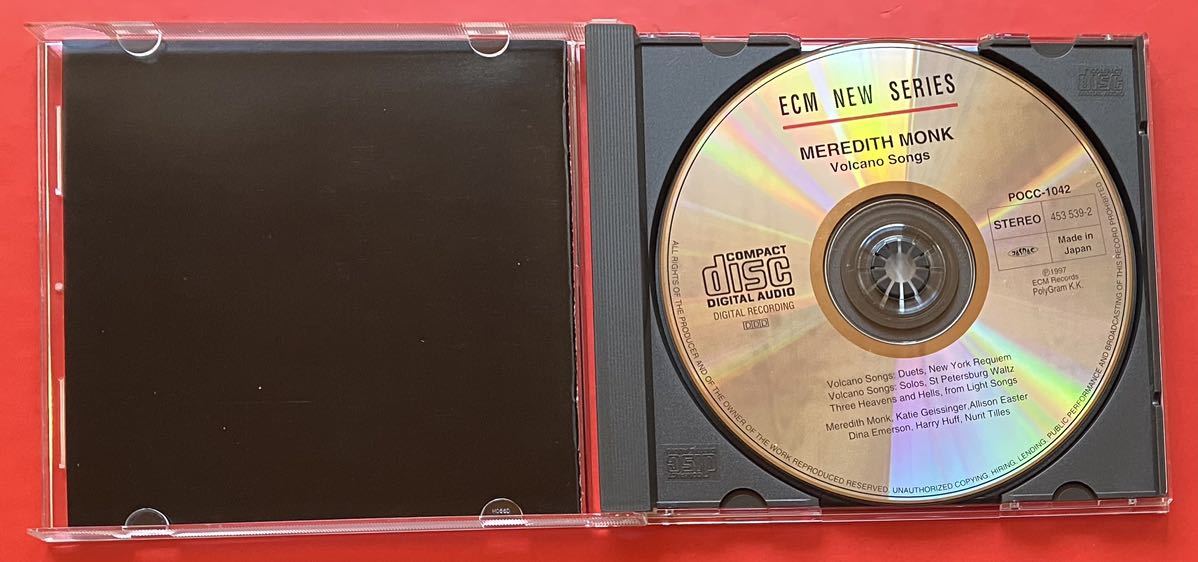 ECM NEW SERIES
MEREDITH MONK
Volcano Songs
POCC-1042
STEREO 453 539-2
JASRAC Made in Japan
℗1997
ECM Records
PolyGram K.K.
COMPACT
disc
DIGITAL AUDIO
DIGITAL RECORDING
DDD
Volcano Songs: Duets, New York Requiem
Volcano Songs: Solos, St Petersburg Waltz
Three Heavens and Hells, from Light Songs
Meredith Monk, Katie Geissinger,Allison Easter
Dina Emerson, Harry Huff, Nurit Tilles
ALL RIGHTS OF THE PRODUCER AND OF THE OWNER OF THE WORK REPRODUCED RESERVED. UNAUTHORIZED COPYING, HIRING, LENDING, PUBLIC PERFORMANCE AND BROADCASTING OF THIS RECORD PROHIBITED
COMPACT
disc
disc